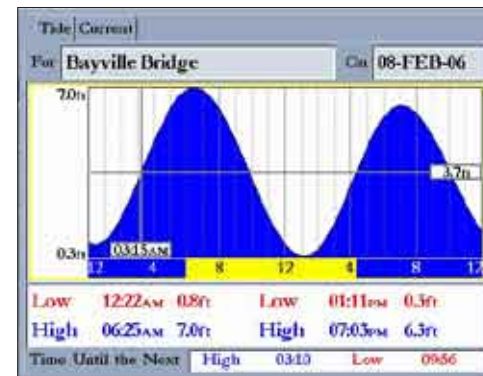 Tide Current
For Bayville Bridge On 08-FEB-06
7.0ft
3.7ft
0.3ft
03:15AM
12 4 8 12 4 8 12
Low 12:22AM 0.8ft Low 01:11PM 0.3ft
High 06:25AM 7.0ft High 07:03PM 6.3ft
Time Until the Next High 03:10 Low 09:56